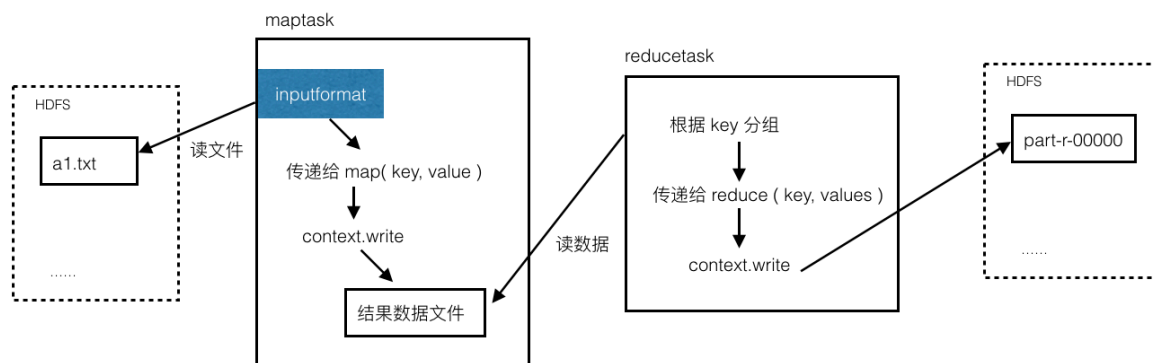 maptask
reducetask
HDFS
a1.txt
......
读文件
inputformat
传递给 map( key, value )
context.write
结果数据文件
读数据
根据 key 分组
传递给 reduce ( key, values )
context.write
HDFS
part-r-00000
......